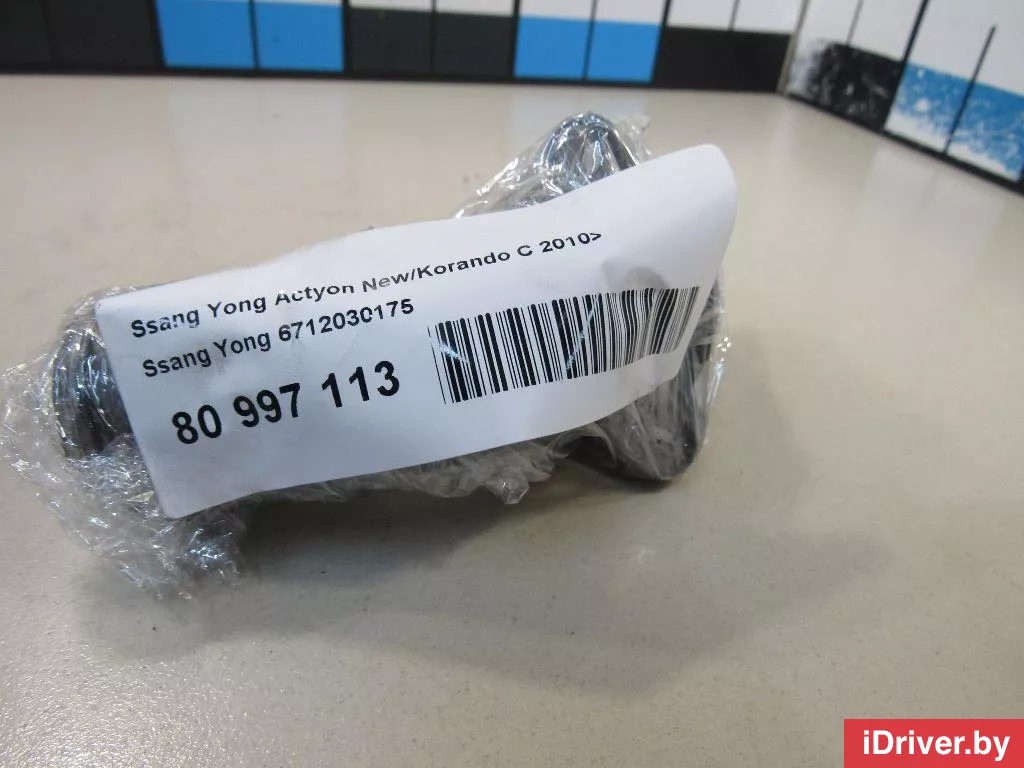 Ssang Yong Actyon New/Korando C 2010>
Ssang Yong 6712030175
80 997 113
iDriver.by